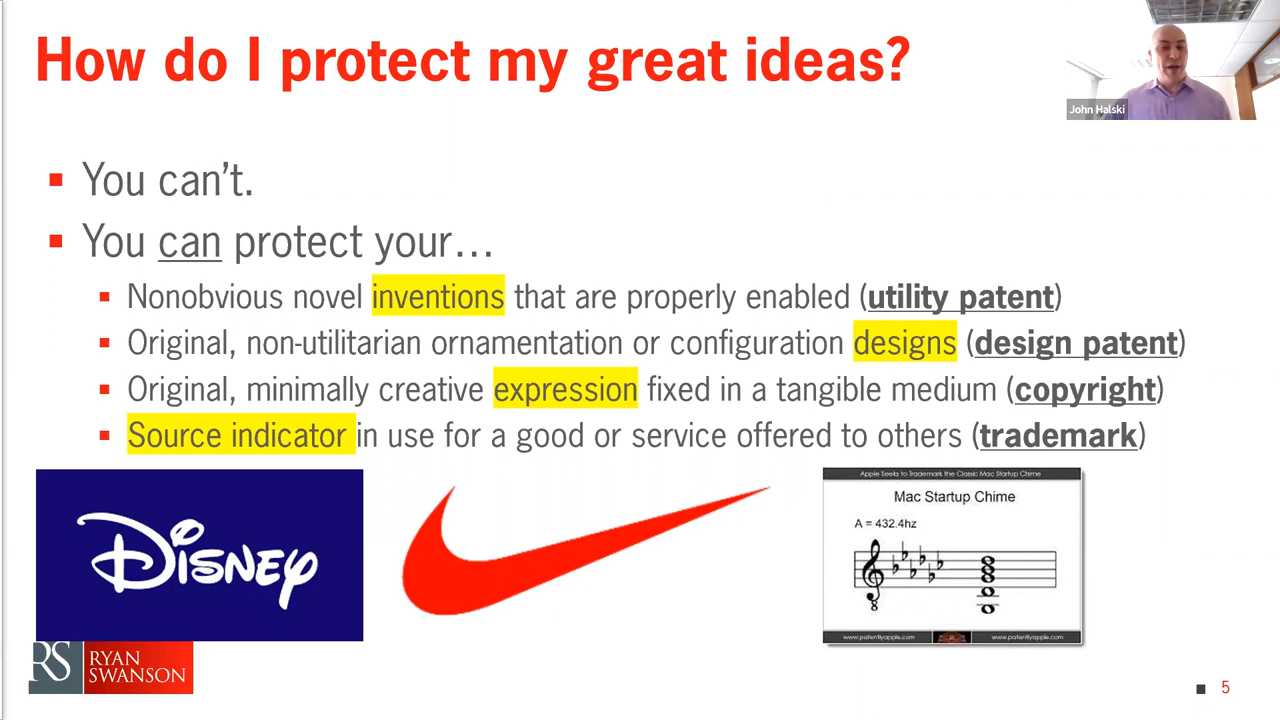 How do I protect my great ideas?
John Halski
You can't.
You can protect your…
Nonobvious novel inventions that are properly enabled (utility patent)
Original, non-utilitarian ornamentation or configuration designs (design patent)
Original, minimally creative expression fixed in a tangible medium (copyright)
Source indicator in use for a good or service offered to others (trademark)
DISNEY
Apple Seeks to Trademark the Classic Mac Startup Chime
Mac Startup Chime
A = 432.4hz
8
www.patentlyapple.com www.patentlyapple.com
RS RYAN
SWANSON
5